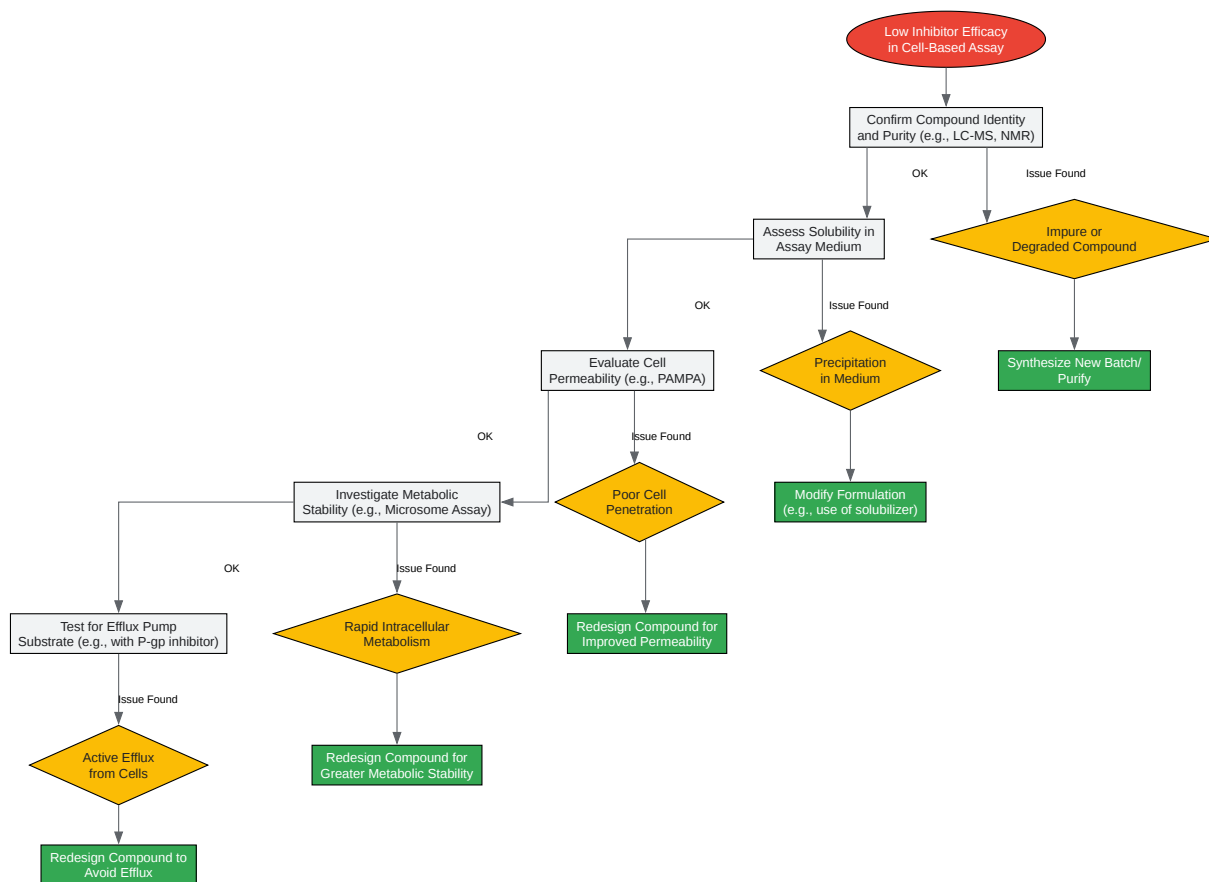 Low Inhibitor Efficacy
in Cell-Based Assay
Confirm Compound Identity
and Purity (e.g., LC-MS, NMR)
OK
Issue Found
Assess Solubility in
Assay Medium
Impure or
Degraded Compound
OK
Issue Found
Evaluate Cell
Permeability (e.g., PAMPA)
Precipitation
in Medium
Synthesize New Batch/
Purify
OK
Issue Found
Investigate Metabolic
Stability (e.g., Microsome Assay)
Poor Cell
Penetration
Modify Formulation
(e.g., use of solubilizer)
OK
Issue Found
Test for Efflux Pump
Substrate (e.g., with P-gp inhibitor)
Rapid Intracellular
Metabolism
Redesign Compound for
Improved Permeability
Issue Found
Active Efflux
from Cells
Redesign Compound for
Greater Metabolic Stability
Redesign Compound to
Avoid Efflux